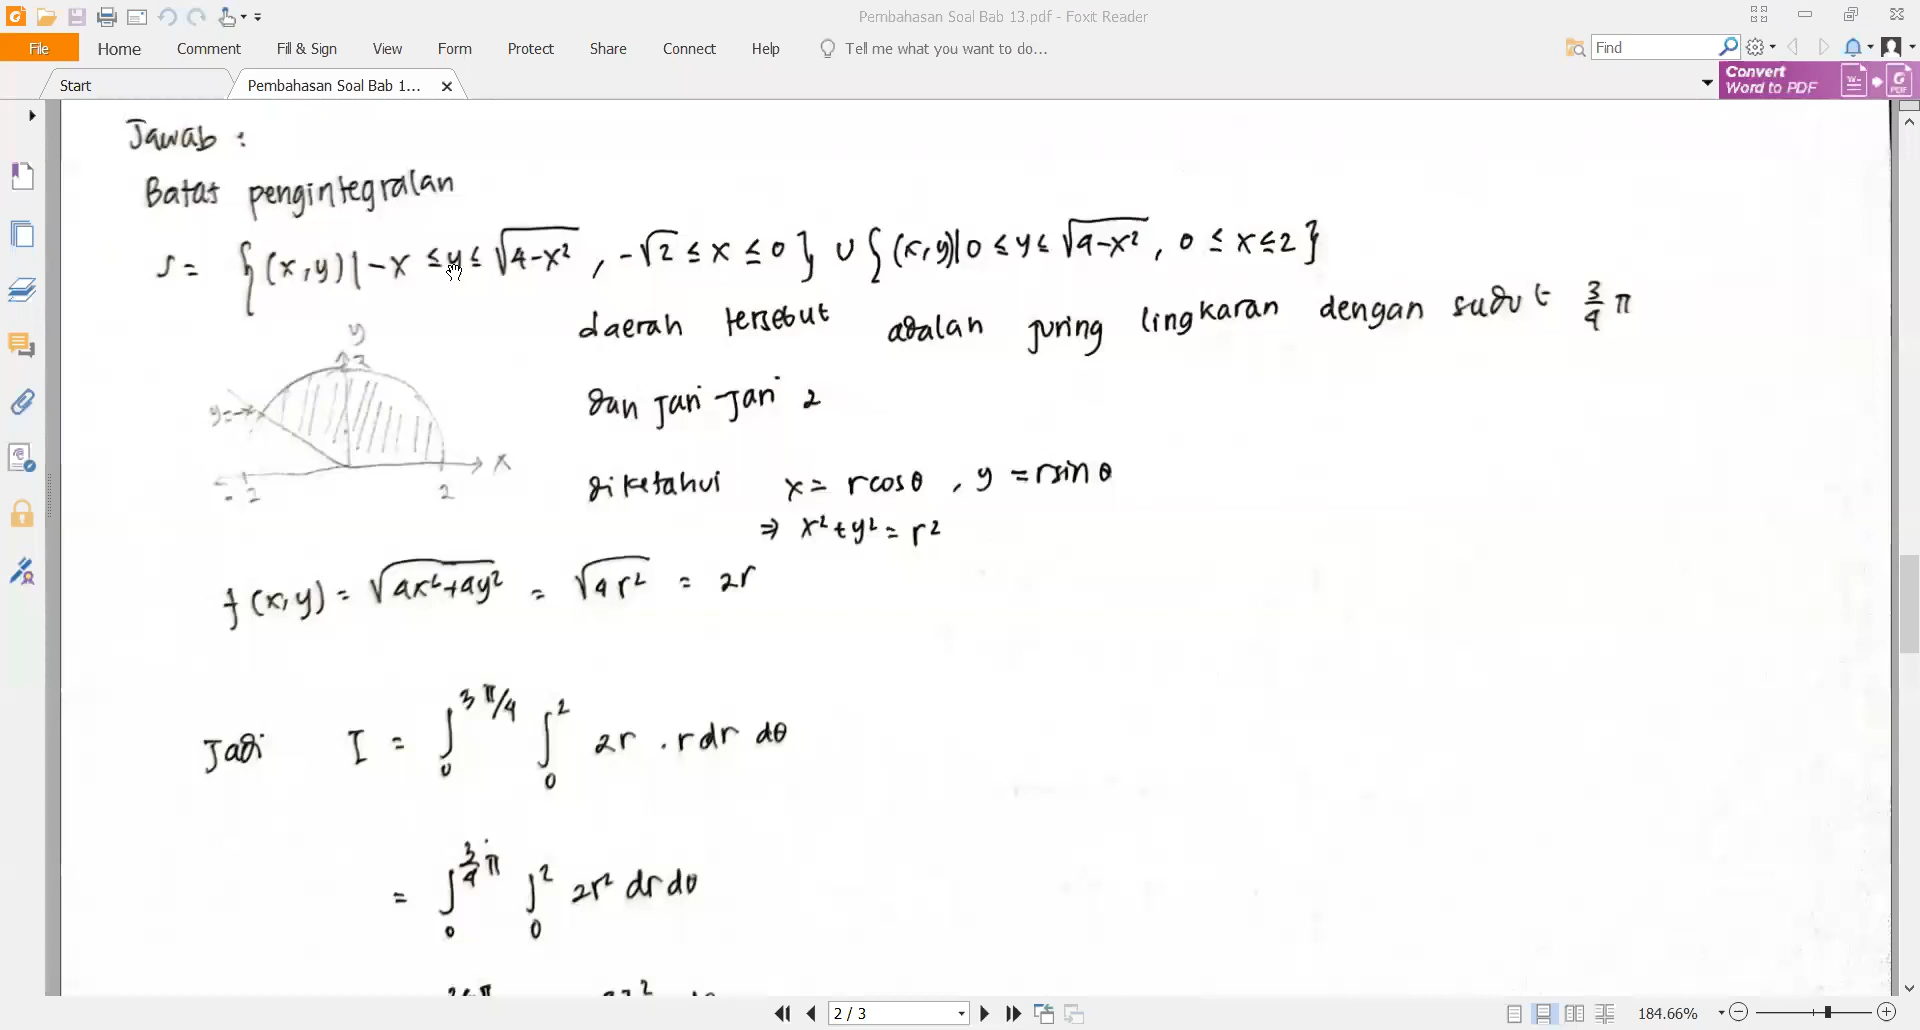 Pembahasan Soal Bab 13.pdf - Foxit Reader
File Home Comment Fill & Sign View Form Protect Share Connect Help Tell me what you want to do... Find
Start Pembahasan Soal Bab 1... Convert Word to PDF
Jawab :
Batas pengintegralan
S = {(x,y)| -x ≤ y ≤ √(4-x²) , -√2 ≤ x ≤ 0 } ∪ {(x,y)| 0 ≤ y ≤ √(4-x²) , 0 ≤ x ≤ 2 }
daerah tersebut adalah juring lingkaran dengan sudut 3/4 π
y
2
y=-x
x
-2 2
dan jari-jari 2
diketahui x = r cos θ , y = r sin θ
⇒ x² + y² = r²
f(x,y) = √(4x²+4y²) = √(4r²) = 2r
Jadi I = ∫₀^(3π/4) ∫₀² 2r . r dr dθ
= ∫₀^(3/4 π) ∫₀² 2r² dr dθ
2 / 3 184.66%